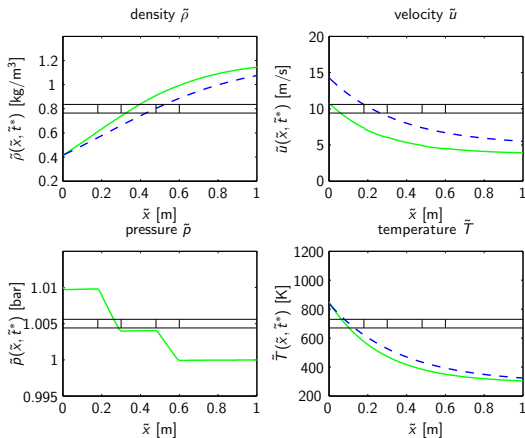 density ρ̃
ρ̃(x̃, t̃*) [kg/m³]
1.2
1
0.8
0.6
0.4
0.2
0 0.2 0.4 0.6 0.8 1
x̃ [m]
velocity ũ
ũ(x̃, t̃*) [m/s]
20
15
10
5
0
0 0.2 0.4 0.6 0.8 1
x̃ [m]
pressure p̃
p̃(x̃, t̃*) [bar]
1.01
1.005
1
0.995
0 0.2 0.4 0.6 0.8 1
x̃ [m]
temperature T̃
T̃(x̃, t̃*) [K]
1200
1000
800
600
400
200
0 0.2 0.4 0.6 0.8 1
x̃ [m]